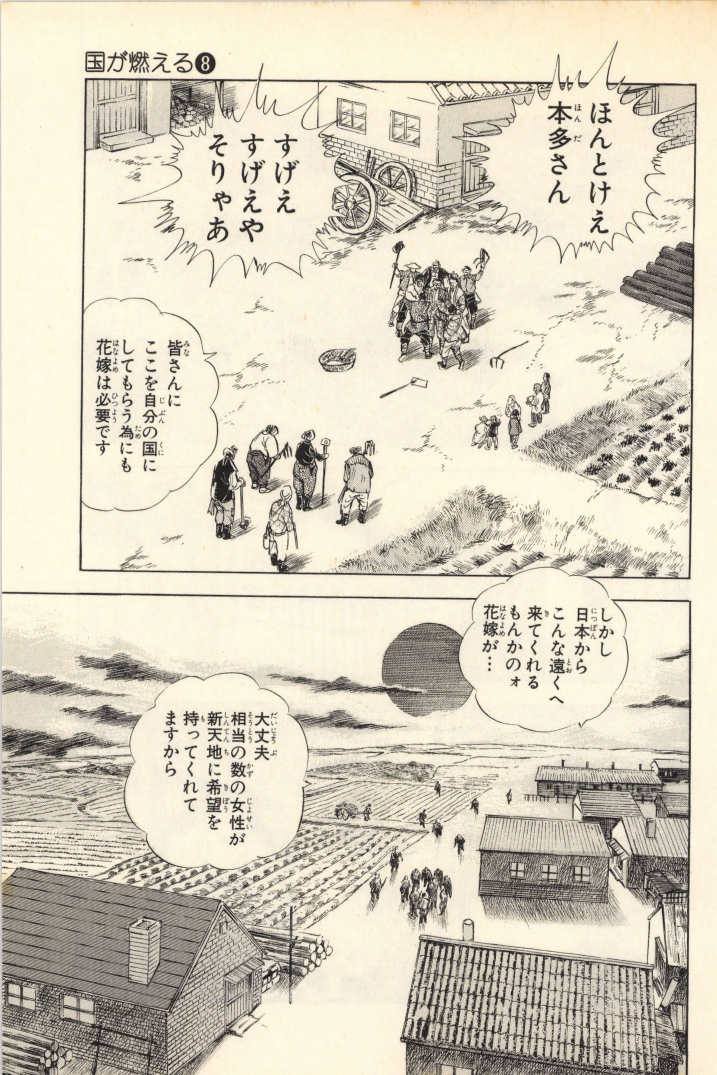 国が燃える8
ほんとけえ
本多さん
すげえ
すげえや
そりゃあ
皆さんに
ここを自分の国に
してもらう為にも
花嫁は必要です
しかし
日本から
こんな遠くへ
来てくれる
もんかのォ
花嫁が…
大丈夫
相当の数の女性が
新天地に希望を
持ってくれて
ますから